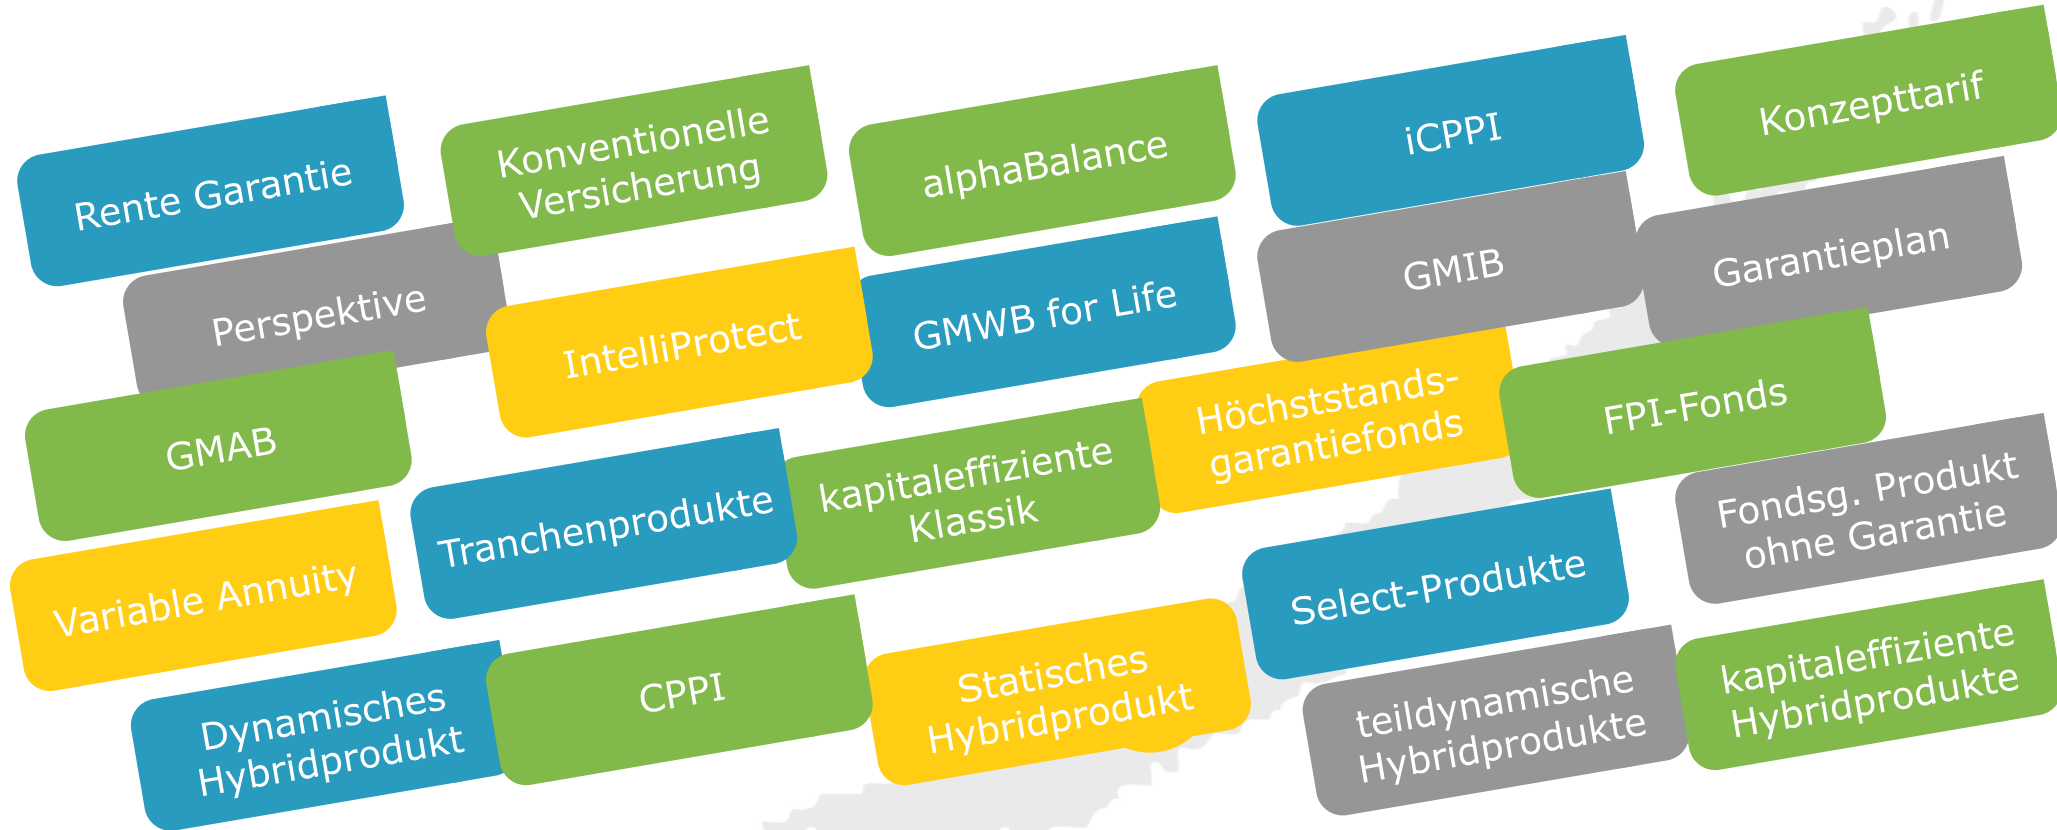 Rente Garantie
Konventionelle
Versicherung
alphaBalance
iCPPI
Konzepttarif
Perspektive
IntelliProtect
GMWB for Life
GMIB
Garantieplan
GMAB
Tranchenprodukte
kapitaleffiziente
Klassik
Höchststands-
garantiefonds
FPI-Fonds
Fondsg. Produkt
ohne Garantie
Variable Annuity
Select-Produkte
Dynamisches
Hybridprodukt
CPPI
Statisches
Hybridprodukt
teildynamische
Hybridprodukte
kapitaleffiziente
Hybridprodukte